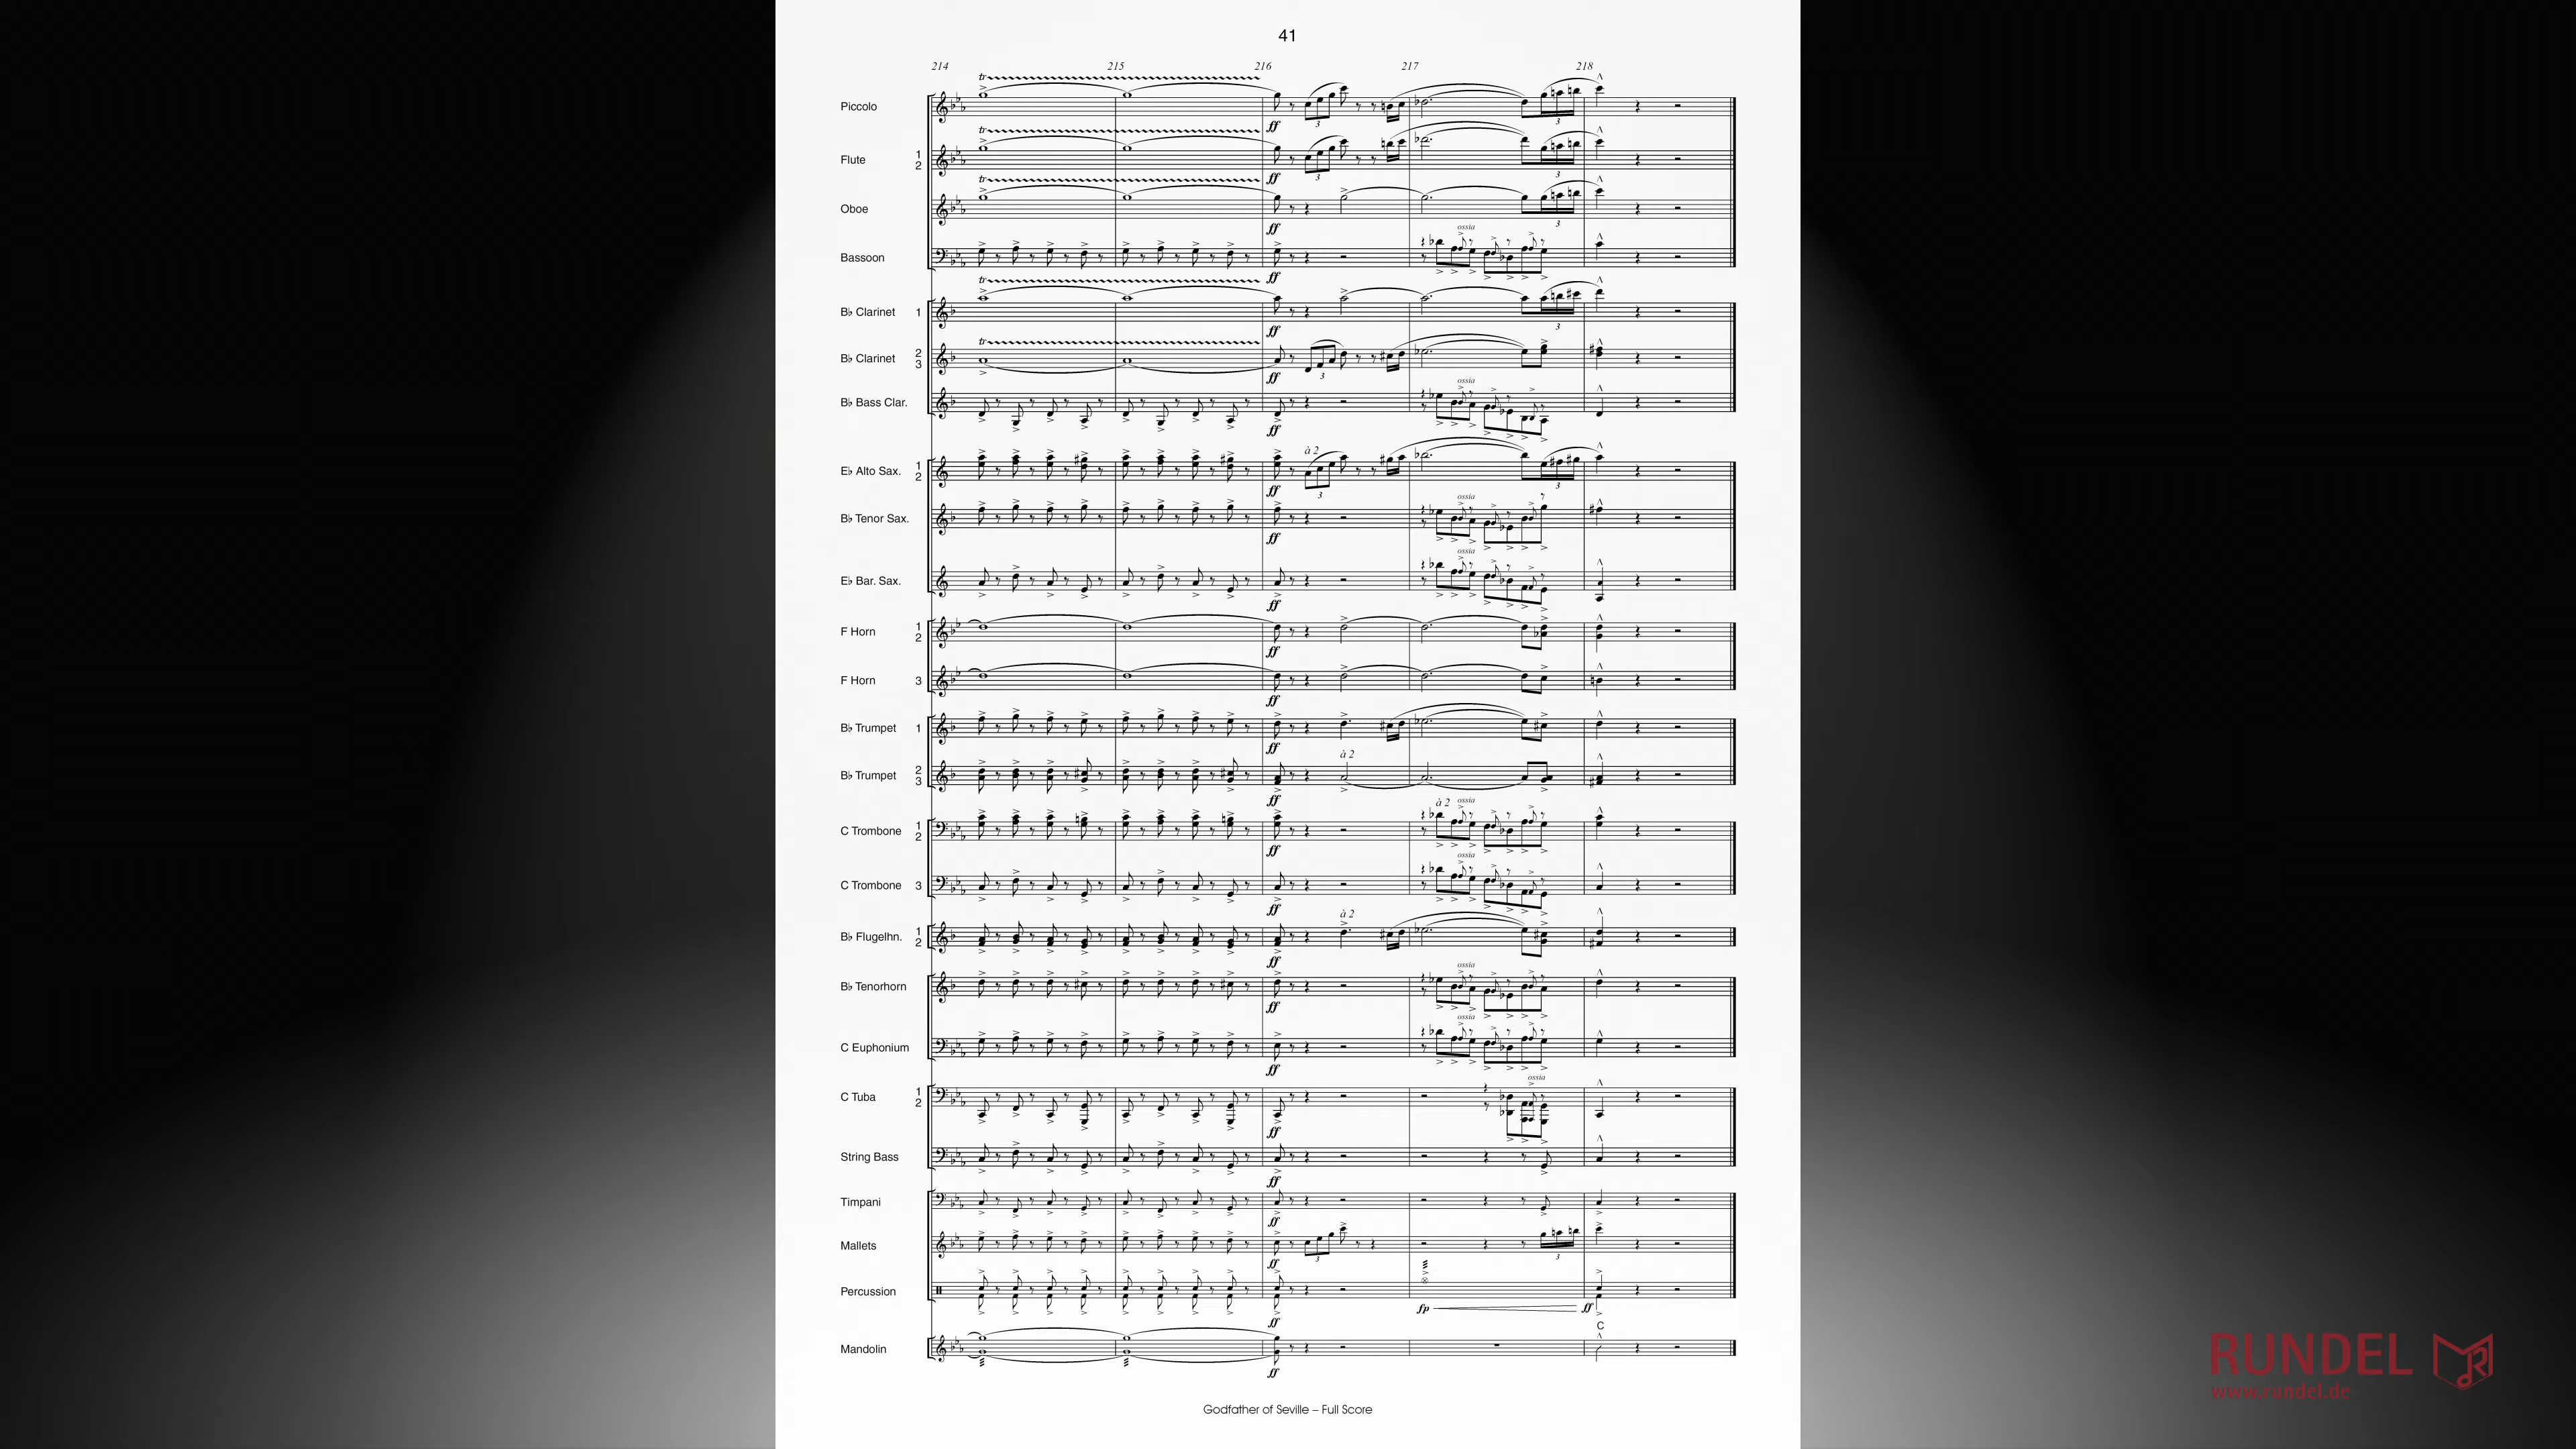 41
214 215 216 217 218
Piccolo
Flute 1 2
Oboe
Bassoon
B♭ Clarinet 1
B♭ Clarinet 2 3
B♭ Bass Clar.
E♭ Alto Sax. 1 2
B♭ Tenor Sax.
E♭ Bar. Sax.
F Horn 1 2
F Horn 3
B♭ Trumpet 1
B♭ Trumpet 2 3
C Trombone 1 2
C Trombone 3
B♭ Flugelhn. 1 2
B♭ Tenorhorn
C Euphonium
C Tuba 1 2
String Bass
Timpani
Mallets
Percussion
Mandolin
C
Godfather of Seville – Full Score
RUNDEL
www.rundel.de